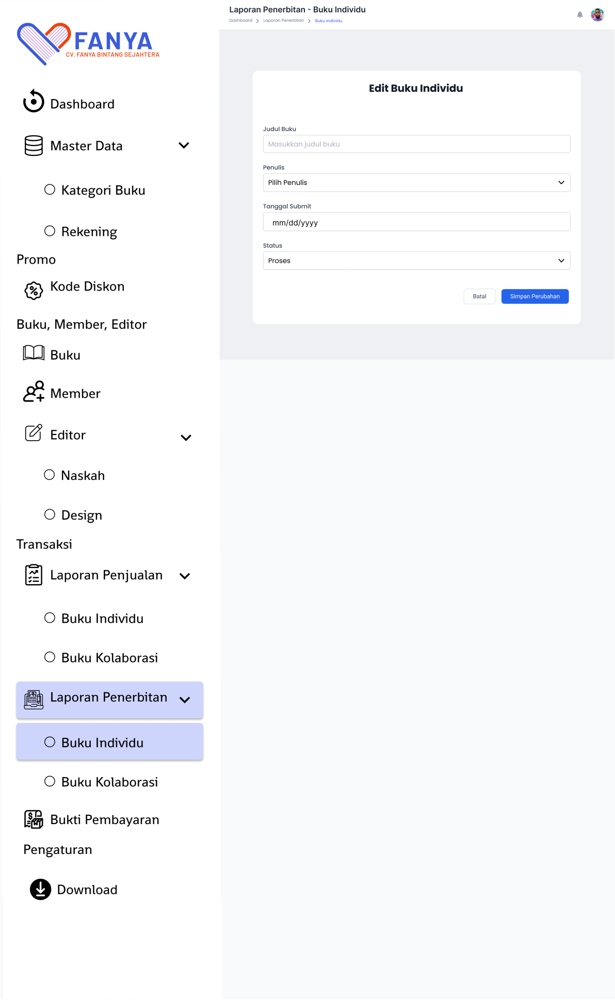 FANYA
CV. FANYA BINTANG SEJAHTERA
Dashboard
Master Data
Kategori Buku
Rekening
Promo
Kode Diskon
Buku, Member, Editor
Buku
Member
Editor
Naskah
Design
Transaksi
Laporan Penjualan
Buku Individu
Buku Kolaborasi
Laporan Penerbitan
Buku Individu
Buku Kolaborasi
Bukti Pembayaran
Pengaturan
Download
Laporan Penerbitan - Buku Individu
Dashboard > Laporan Penerbitan > Buku Individu
Edit Buku Individu
Judul Buku
Masukkan judul buku
Penulis
Pilih Penulis
Tanggal Submit
mm/dd/yyyy
Status
Proses
Batal Simpan Perubahan